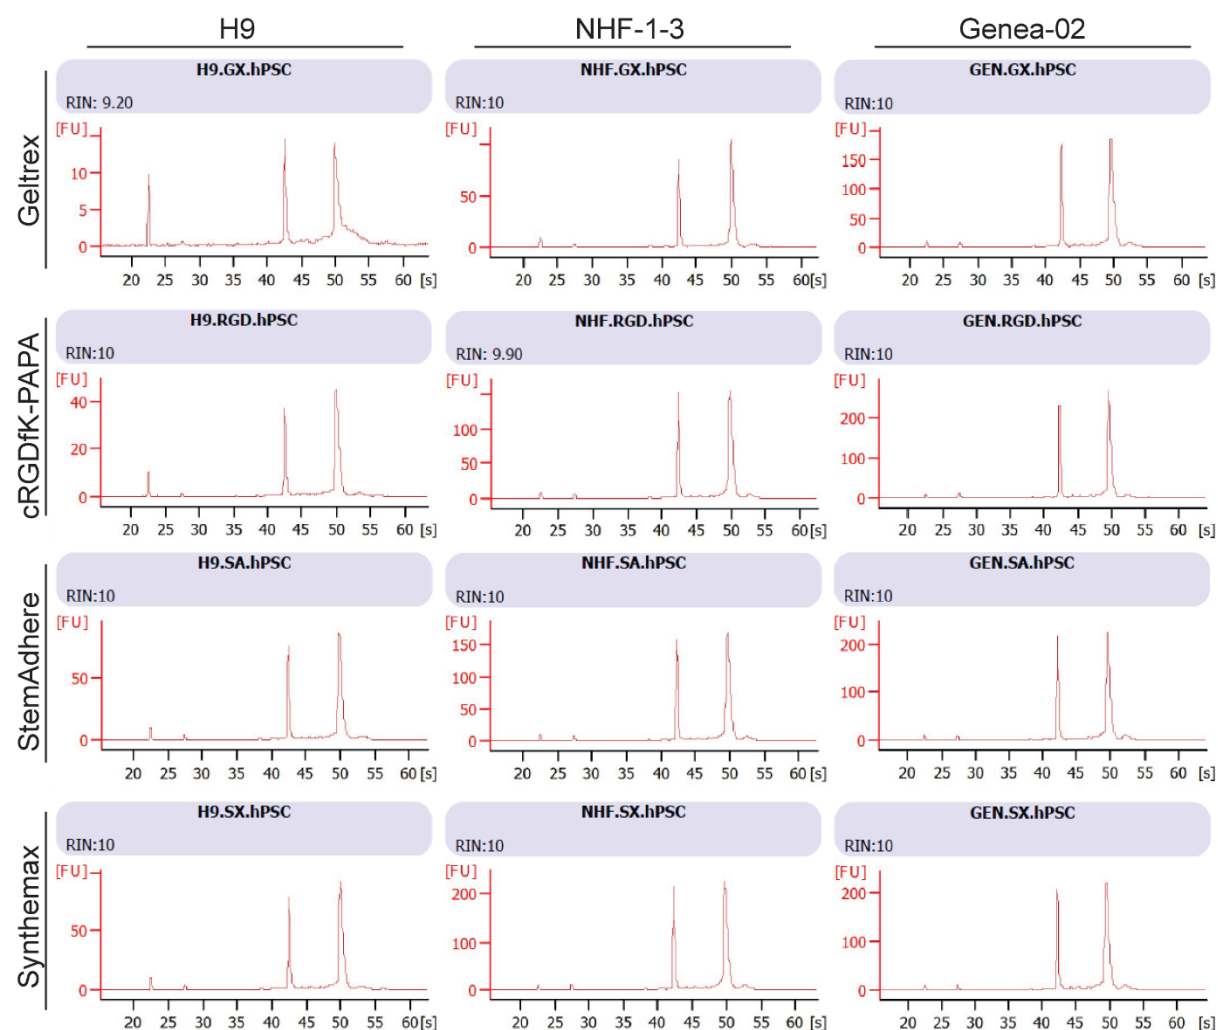 H9 NHF-1-3 Genea-02
Geltrex
H9.GX.hPSC
RIN: 9.20
[FU]
10
5
0
20 25 30 35 40 45 50 55 60 [s]
NHF.GX.hPSC
RIN:10
[FU]
50
0
20 25 30 35 40 45 50 55 60 [s]
GEN.GX.hPSC
RIN:10
[FU]
150
100
50
0
20 25 30 35 40 45 50 55 60 [s]
cRGDfK-PAPA
H9.RGD.hPSC
RIN:10
[FU]
40
20
0
20 25 30 35 40 45 50 55 60 [s]
NHF.RGD.hPSC
RIN: 9.90
[FU]
100
50
0
20 25 30 35 40 45 50 55 60 [s]
GEN.RGD.hPSC
RIN:10
[FU]
200
100
0
20 25 30 35 40 45 50 55 60 [s]
StemAdhere
H9.SA.hPSC
RIN:10
[FU]
50
0
20 25 30 35 40 45 50 55 60 [s]
NHF.SA.hPSC
RIN:10
[FU]
150
100
50
0
20 25 30 35 40 45 50 55 60 [s]
GEN.SA.hPSC
RIN:10
[FU]
200
100
0
20 25 30 35 40 45 50 55 60 [s]
Synthemax
H9.SX.hPSC
RIN:10
[FU]
50
0
20 25 30 35 40 45 50 55 60 [s]
NHF.SX.hPSC
RIN:10
[FU]
200
100
0
20 25 30 35 40 45 50 55 60 [s]
GEN.SX.hPSC
RIN:10
[FU]
200
100
0
20 25 30 35 40 45 50 55 60 [s]